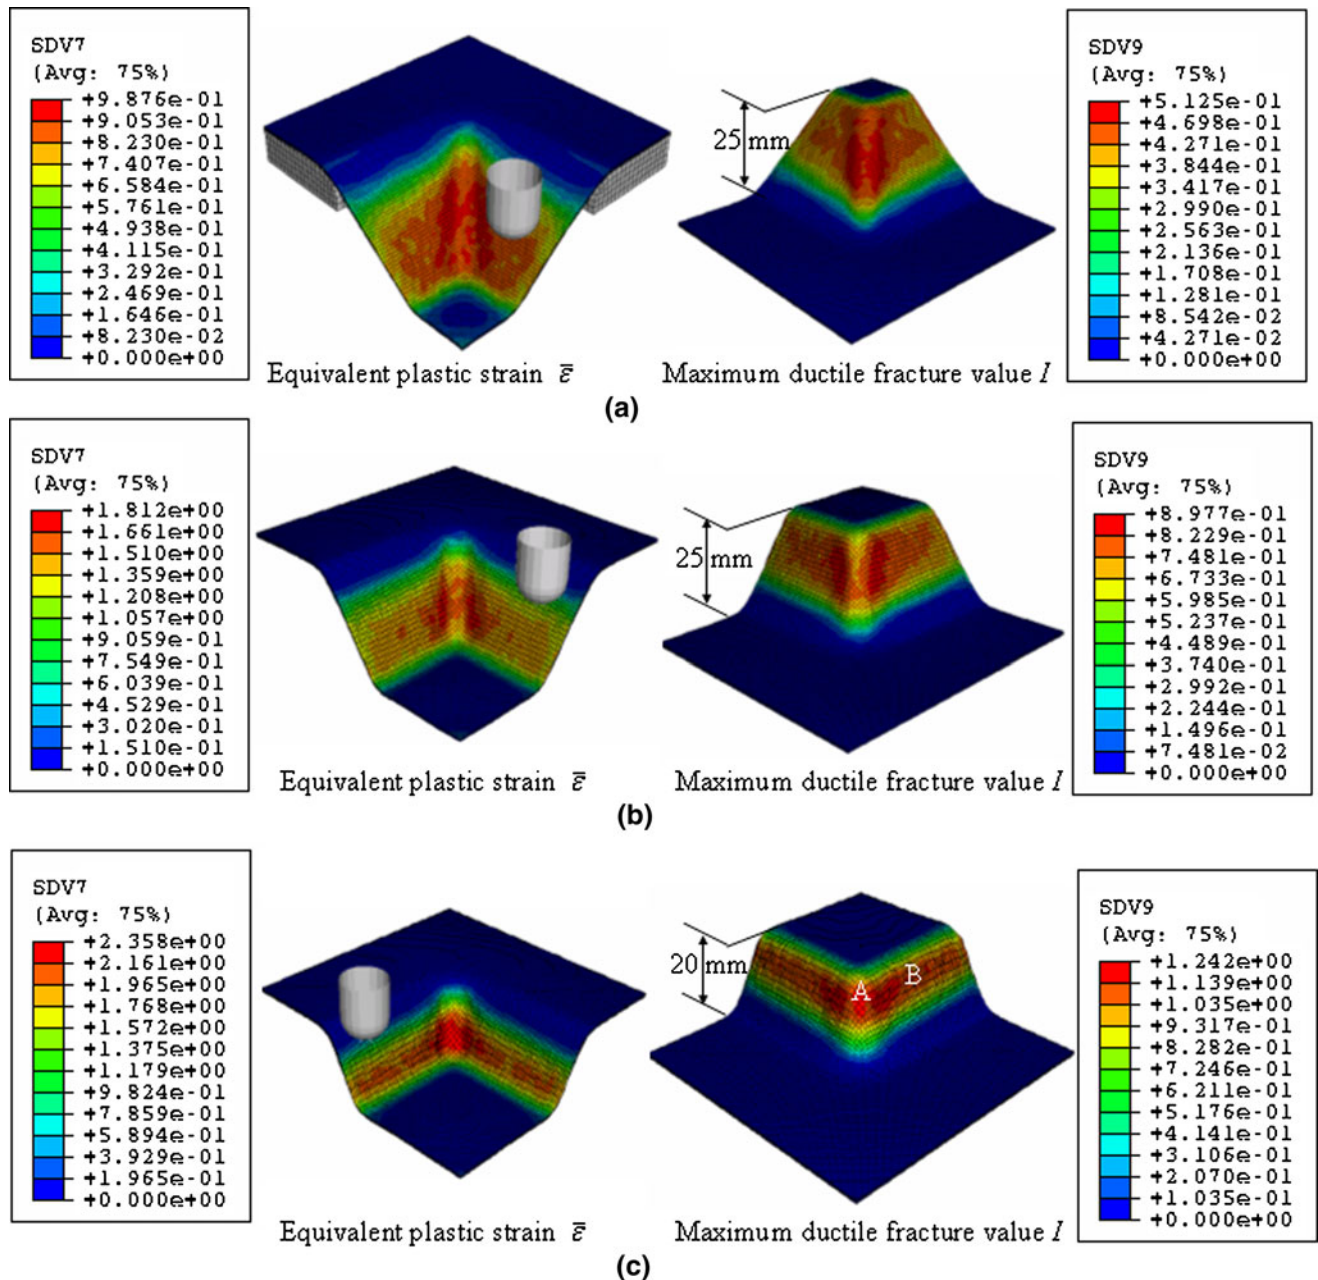 SDV7
(Avg: 75%)
+9.876e-01
+9.053e-01
+8.230e-01
+7.407e-01
+6.584e-01
+5.761e-01
+4.938e-01
+4.115e-01
+3.292e-01
+2.469e-01
+1.646e-01
+8.230e-02
+0.000e+00
25 mm
SDV9
(Avg: 75%)
+5.125e-01
+4.698e-01
+4.271e-01
+3.844e-01
+3.417e-01
+2.990e-01
+2.563e-01
+2.136e-01
+1.708e-01
+1.281e-01
+8.542e-02
+4.271e-02
+0.000e+00
Equivalent plastic strain ε̅
Maximum ductile fracture value I
(a)
SDV7
(Avg: 75%)
+1.812e+00
+1.661e+00
+1.510e+00
+1.359e+00
+1.208e+00
+1.057e+00
+9.059e-01
+7.549e-01
+6.039e-01
+4.529e-01
+3.020e-01
+1.510e-01
+0.000e+00
25 mm
SDV9
(Avg: 75%)
+8.977e-01
+8.229e-01
+7.481e-01
+6.733e-01
+5.985e-01
+5.237e-01
+4.489e-01
+3.740e-01
+2.992e-01
+2.244e-01
+1.496e-01
+7.481e-02
+0.000e+00
Equivalent plastic strain ε̅
Maximum ductile fracture value I
(b)
SDV7
(Avg: 75%)
+2.358e+00
+2.161e+00
+1.965e+00
+1.768e+00
+1.572e+00
+1.375e+00
+1.179e+00
+9.824e-01
+7.859e-01
+5.894e-01
+3.929e-01
+1.965e-01
+0.000e+00
20 mm
A
B
SDV9
(Avg: 75%)
+1.242e+00
+1.139e+00
+1.035e+00
+9.317e-01
+8.282e-01
+7.246e-01
+6.211e-01
+5.176e-01
+4.141e-01
+3.106e-01
+2.070e-01
+1.035e-01
+0.000e+00
Equivalent plastic strain ε̅
Maximum ductile fracture value I
(c)